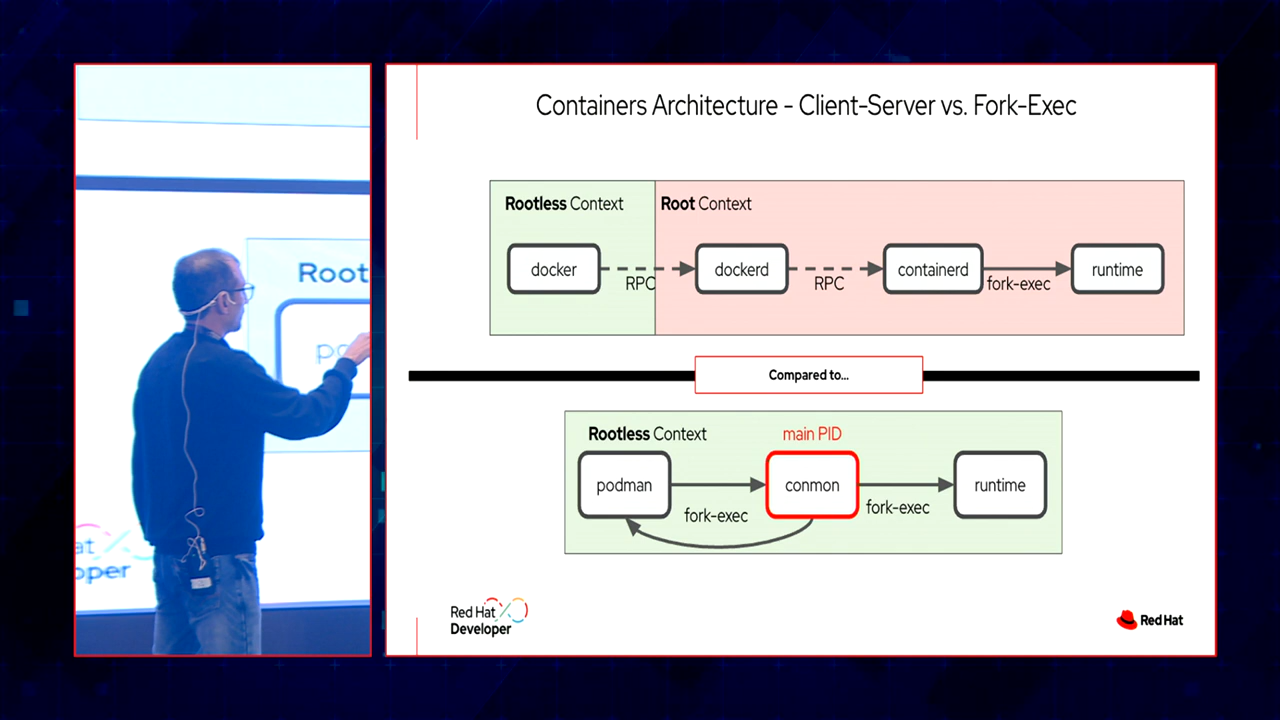 Containers Architecture - Client-Server vs. Fork-Exec
Rootless Context
Root Context
docker
RPC
dockerd
RPC
containerd
fork-exec
runtime
Compared to...
Rootless Context
main PID
podman
fork-exec
conmon
fork-exec
runtime
Red Hat
Developer
Red Hat
Root